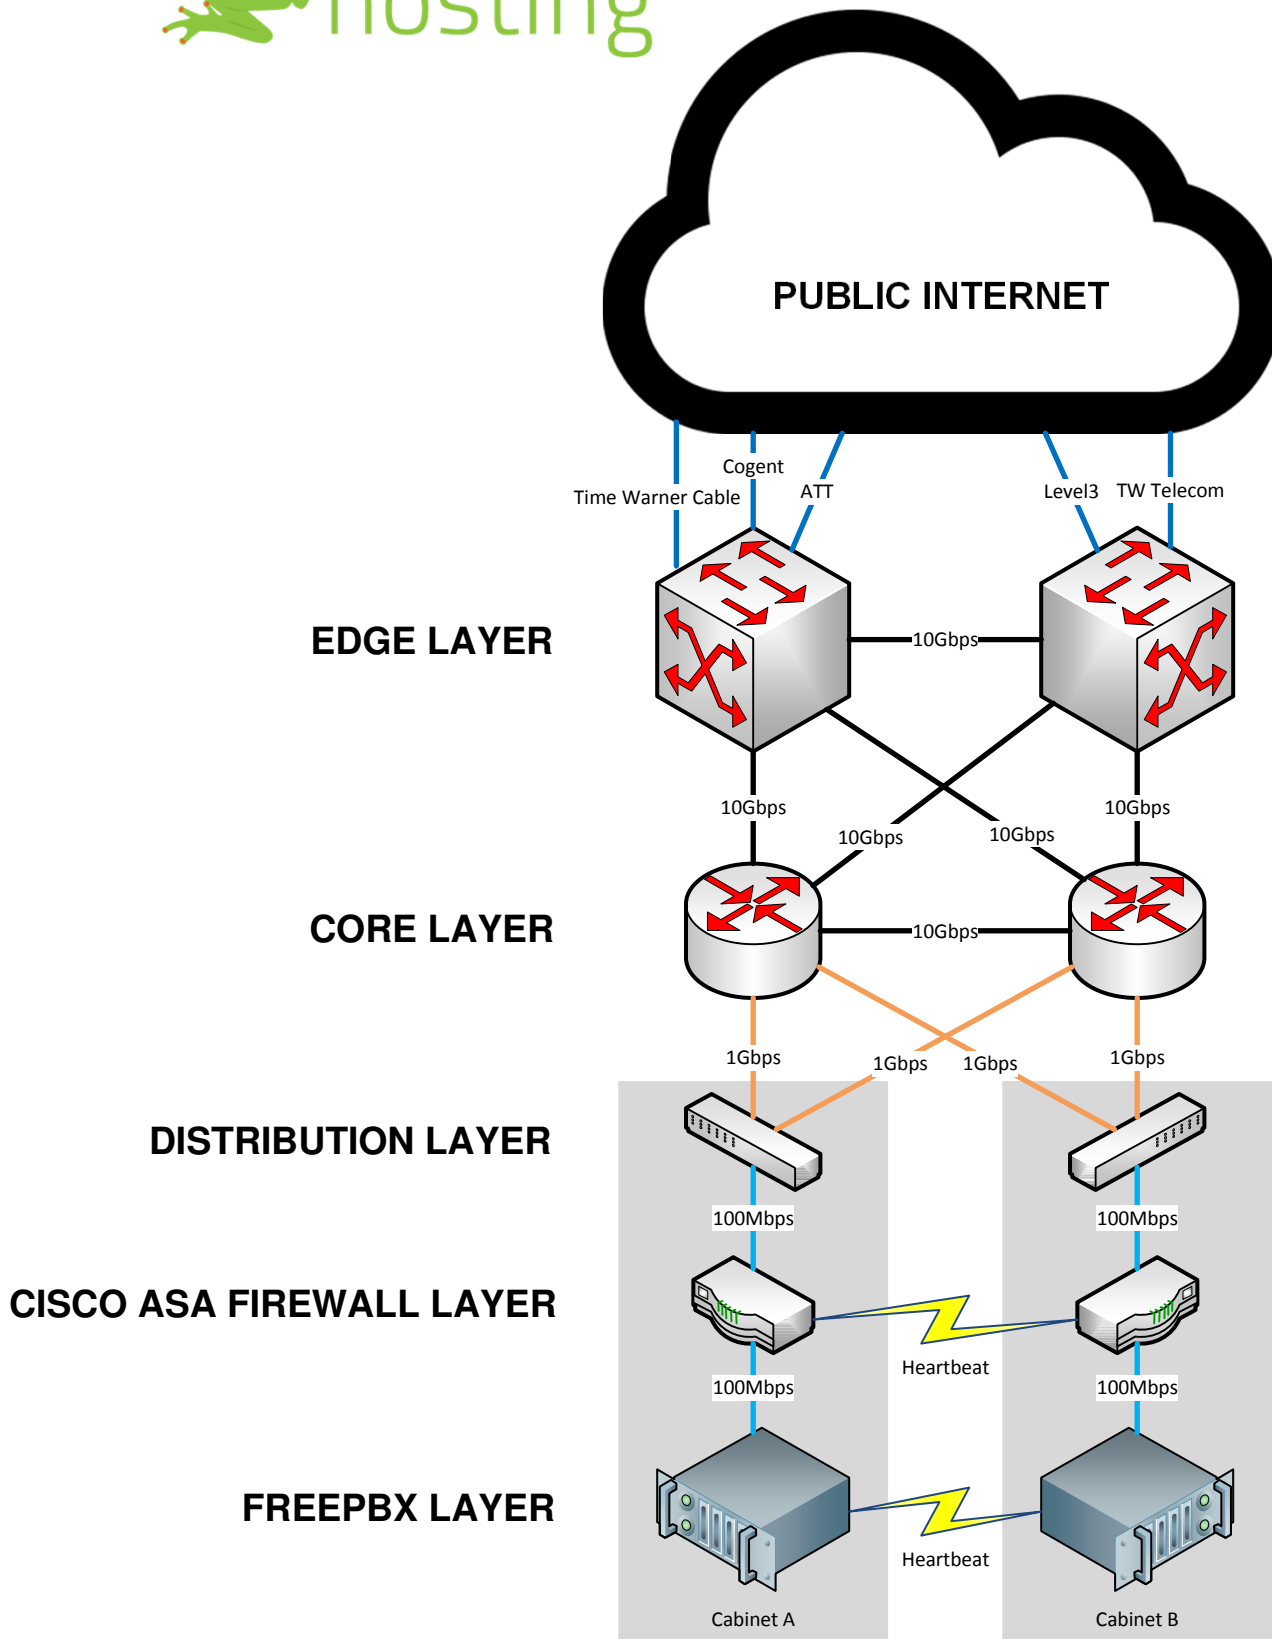 hosting
PUBLIC INTERNET
Cogent
Time Warner Cable
ATT
Level3
TW Telecom
EDGE LAYER
10Gbps
10Gbps
10Gbps
10Gbps
10Gbps
CORE LAYER
10Gbps
1Gbps
1Gbps
1Gbps
1Gbps
DISTRIBUTION LAYER
100Mbps
100Mbps
CISCO ASA FIREWALL LAYER
Heartbeat
100Mbps
100Mbps
FREEPBX LAYER
Heartbeat
Cabinet A
Cabinet B